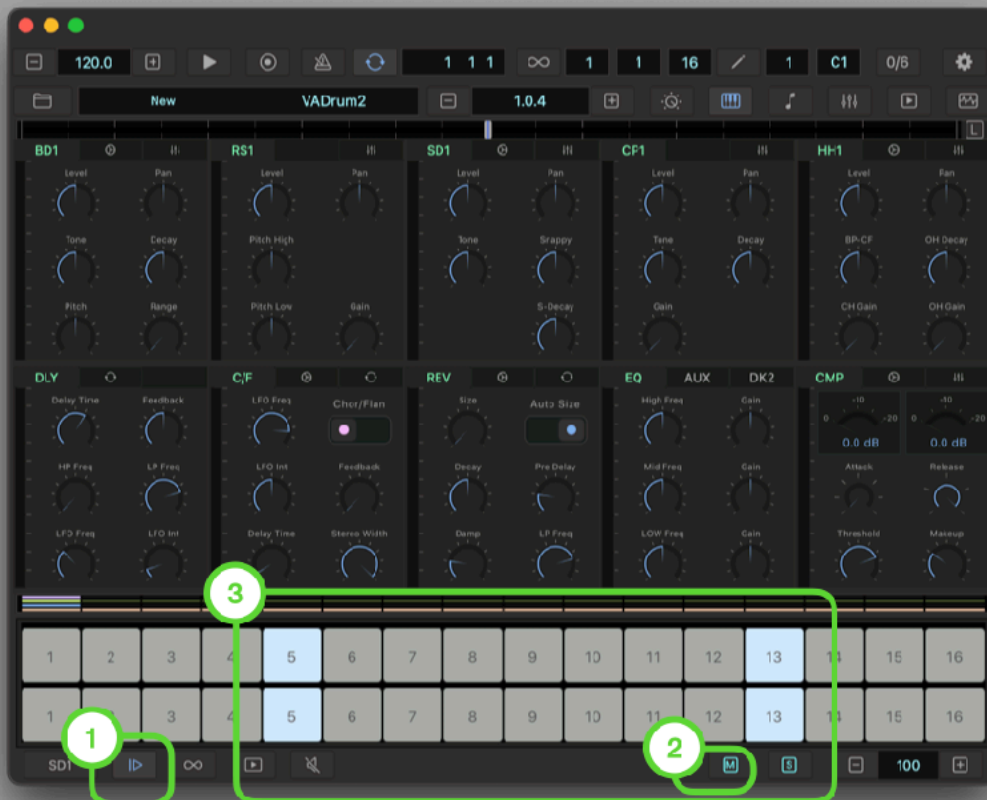 120.0 1 1 1 1 1 16 1 C1 0/6
New VADrum2 1.0.4
L
BD1 RS1 SD1 CP1 HH1
Level Pan Level Pan Level Pan Level Pan Level Pan
Tone Decay Pitch High Tone Snappy Tone Decay BP-CF OH Decay
Pitch Range Pitch Low Gain S-Decay Gain CH Gain OH Gain
DLY C/F REV EQ AUX DK2 CMP
Delay Time Feedback LFO Freq Chor/Flan Size Auto Size High Freq Gain -10 -10
0 -20 0 -20
0.0 dB 0.0 dB
HP Freq LP Freq LFO Int Feedback Decay Pre Delay Mid Freq Gain Attack Release
LFO Freq LFO Int Delay Time Stereo Width Damp LP Freq LOW Freq Gain Threshold Makeup
3
1 2 3 4 5 6 7 8 9 10 11 12 13 14 15 16
1 3 4 5 6 7 8 9 10 11 12 13 14 15 16
1 2
SD1 M S 100